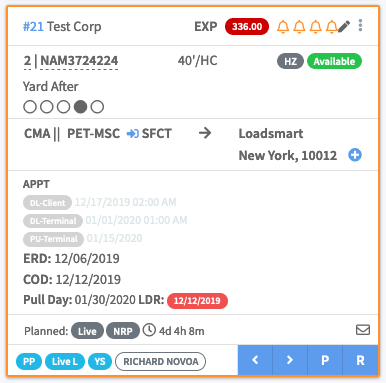 #21 Test Corp EXP 336.00
2 | NAM3724224 40'/HC HZ Available
Yard After
CMA || PET-MSC SFCT → Loadsmart
New York, 10012
APPT
DL-Client 12/17/2019 02:00 AM
DL-Terminal 01/01/2020 01:00 AM
PU-Terminal 01/15/2020
ERD: 12/06/2019
COD: 12/12/2019
Pull Day: 01/30/2020 LDR: 12/12/2019
Planned: Live NRP 4d 4h 8m
PP Live L YS RICHARD NOVOA < > P R